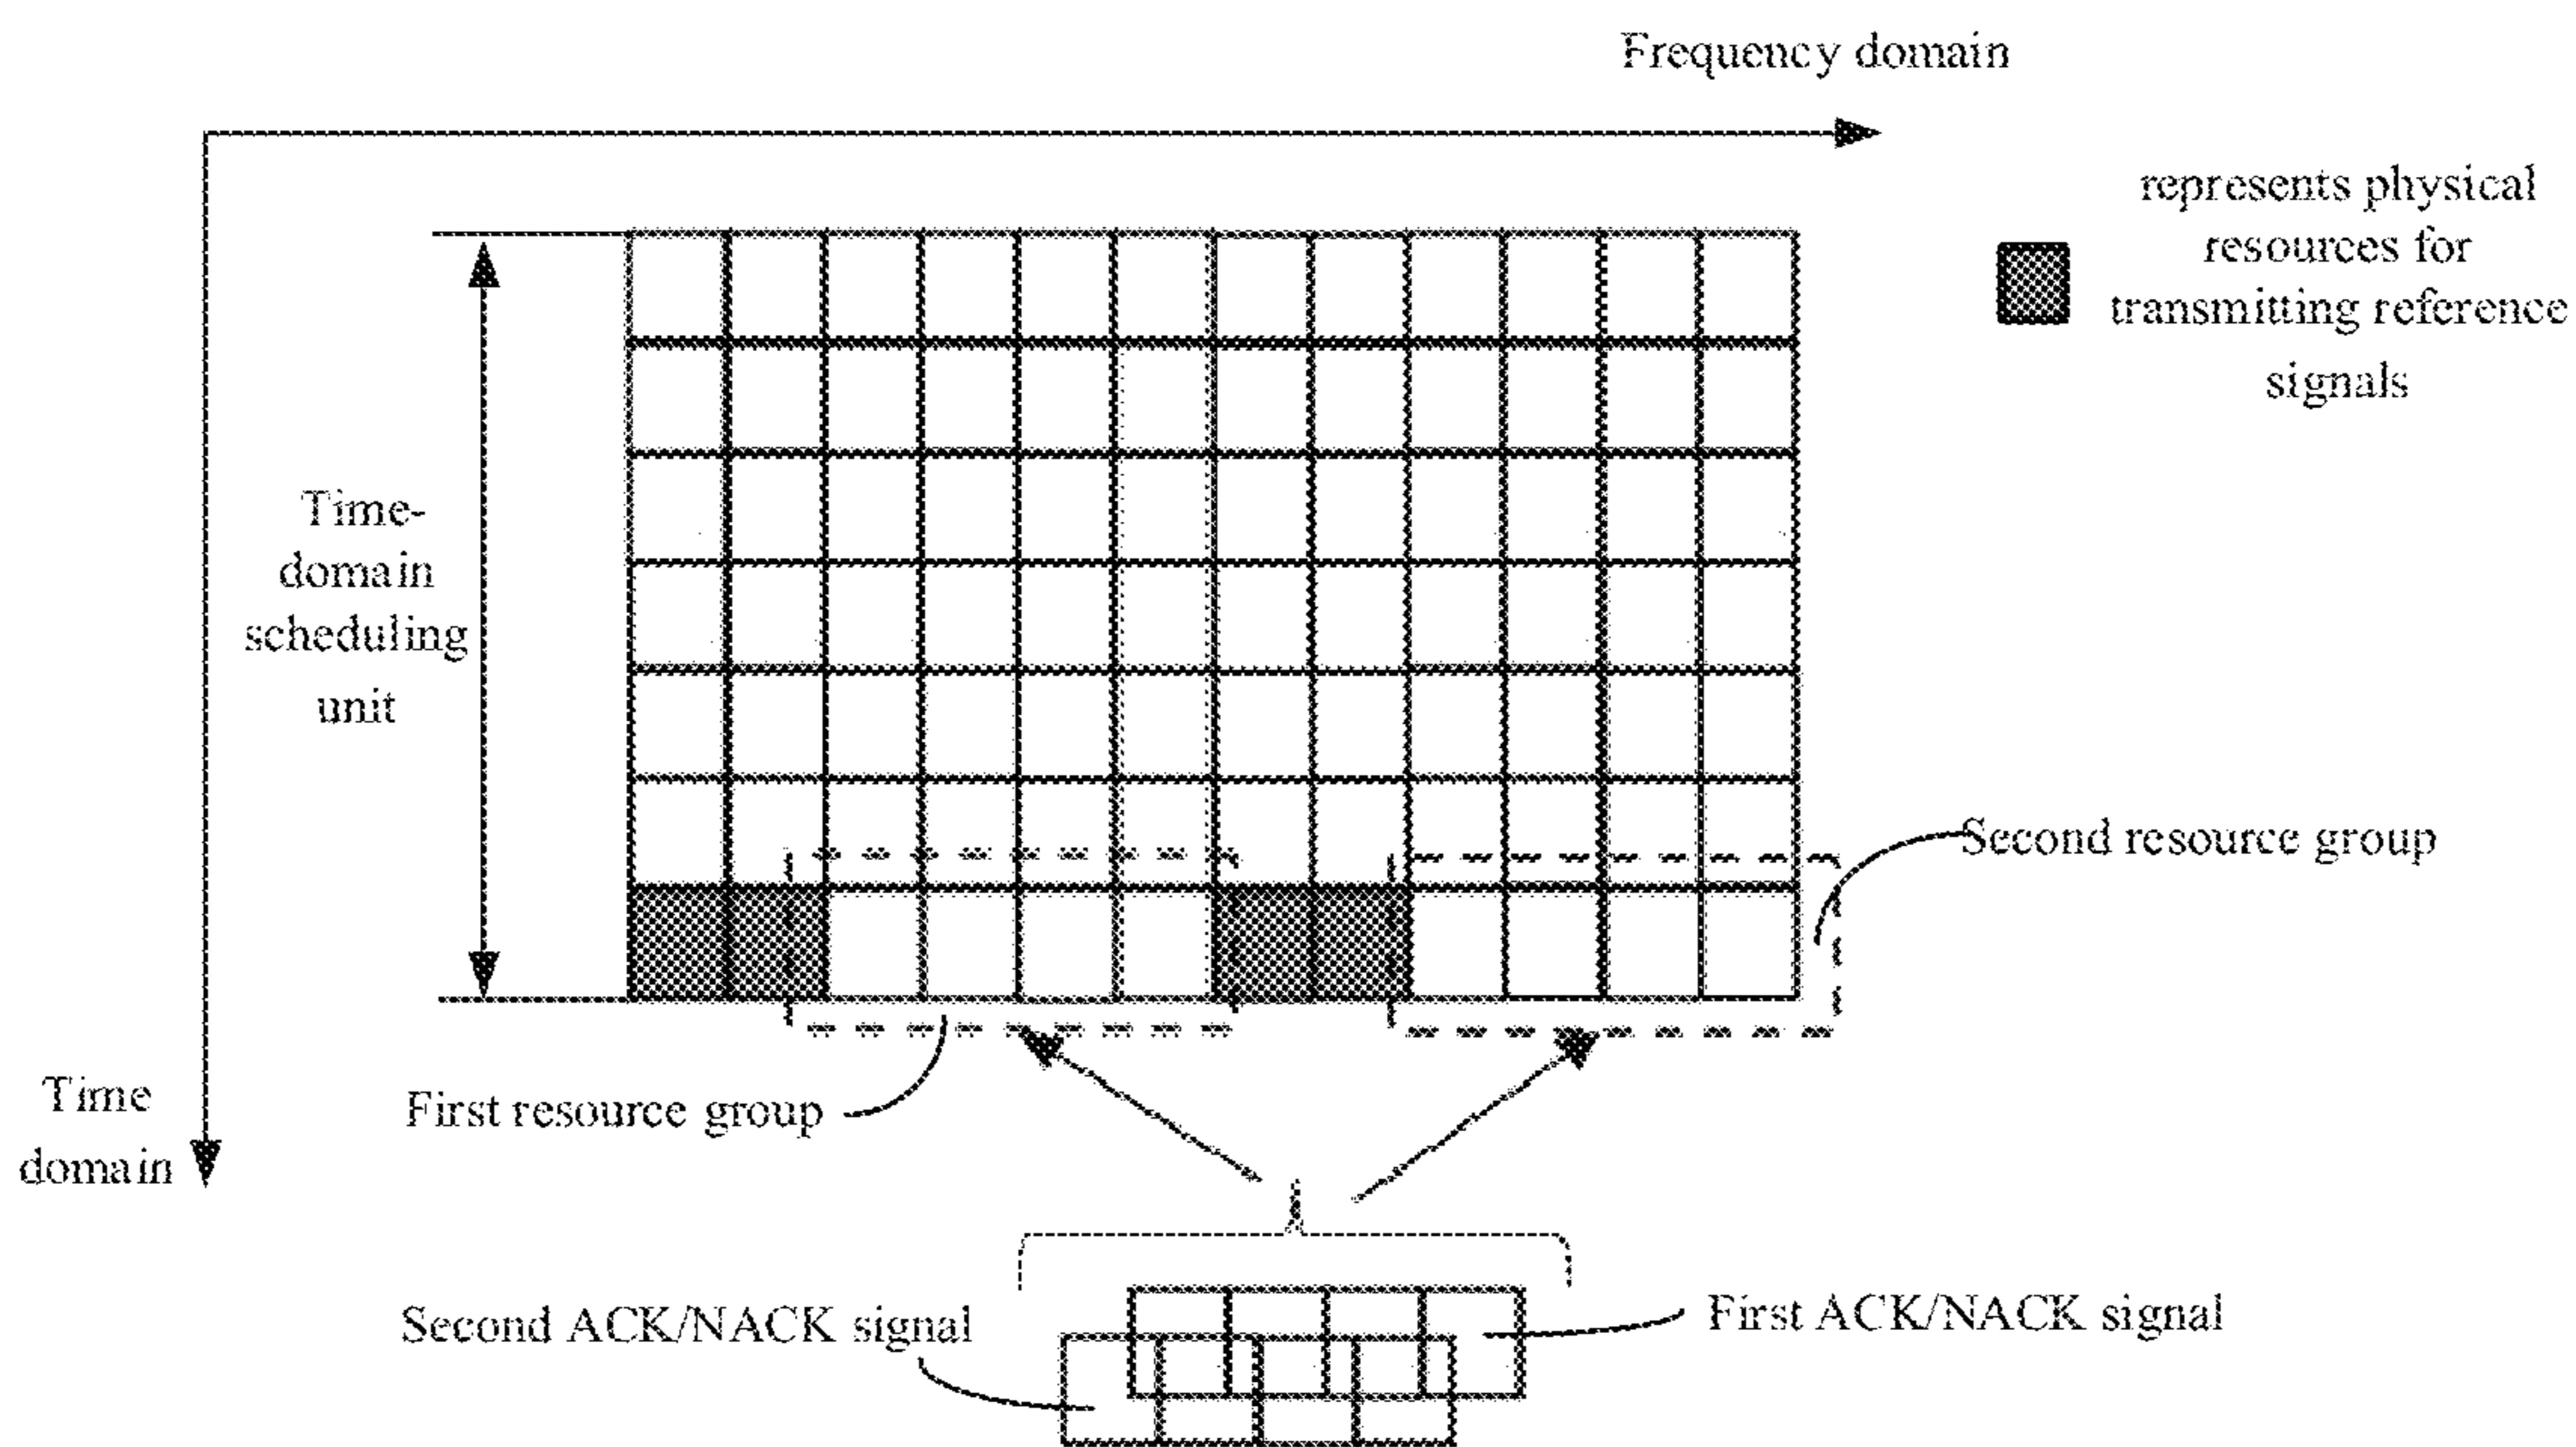 Frequency domain
represents physical
resources for
transmitting reference
signals
Time-
domain
scheduling
unit
Second resource group
First resource group
Time
domain
Second ACK/NACK signal
First ACK/NACK signal